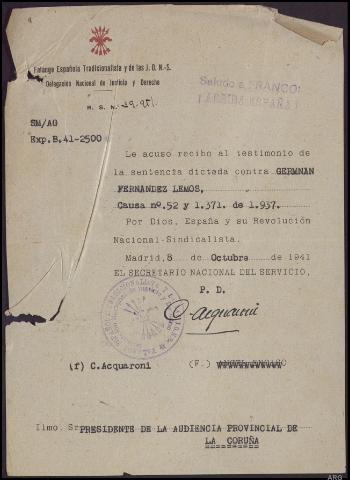 Falange Española Tradicionalista y de las J. O. N.-S.
Delegación Nacional de Justicia y Derecho
Saludo a FRANCO:
¡ARRIBA ESPAÑA!
R. S. N.º 29.951.
SM/AG
Exp.B.41-2500
Le acuso recibo al testimonio de
la sentencia dictada contra GERMNAN
FERNANDEZ LEMOS,
Causa nº.52 y 1.371. de 1.937.
Por Dios, España y su Revolución
Nacional-Sindicalista.
Madrid, 8 de Octubre de 1941
EL SECRETARIO NACIONAL DEL SERVICIO,
P. D.
C. Acquaroni
(f) C.Acquaroni
(F.)
Ilmo. Sr. PRESIDENTE DE LA AUDIENCIA PROVINCIAL DE
LA CORUÑA
ARG